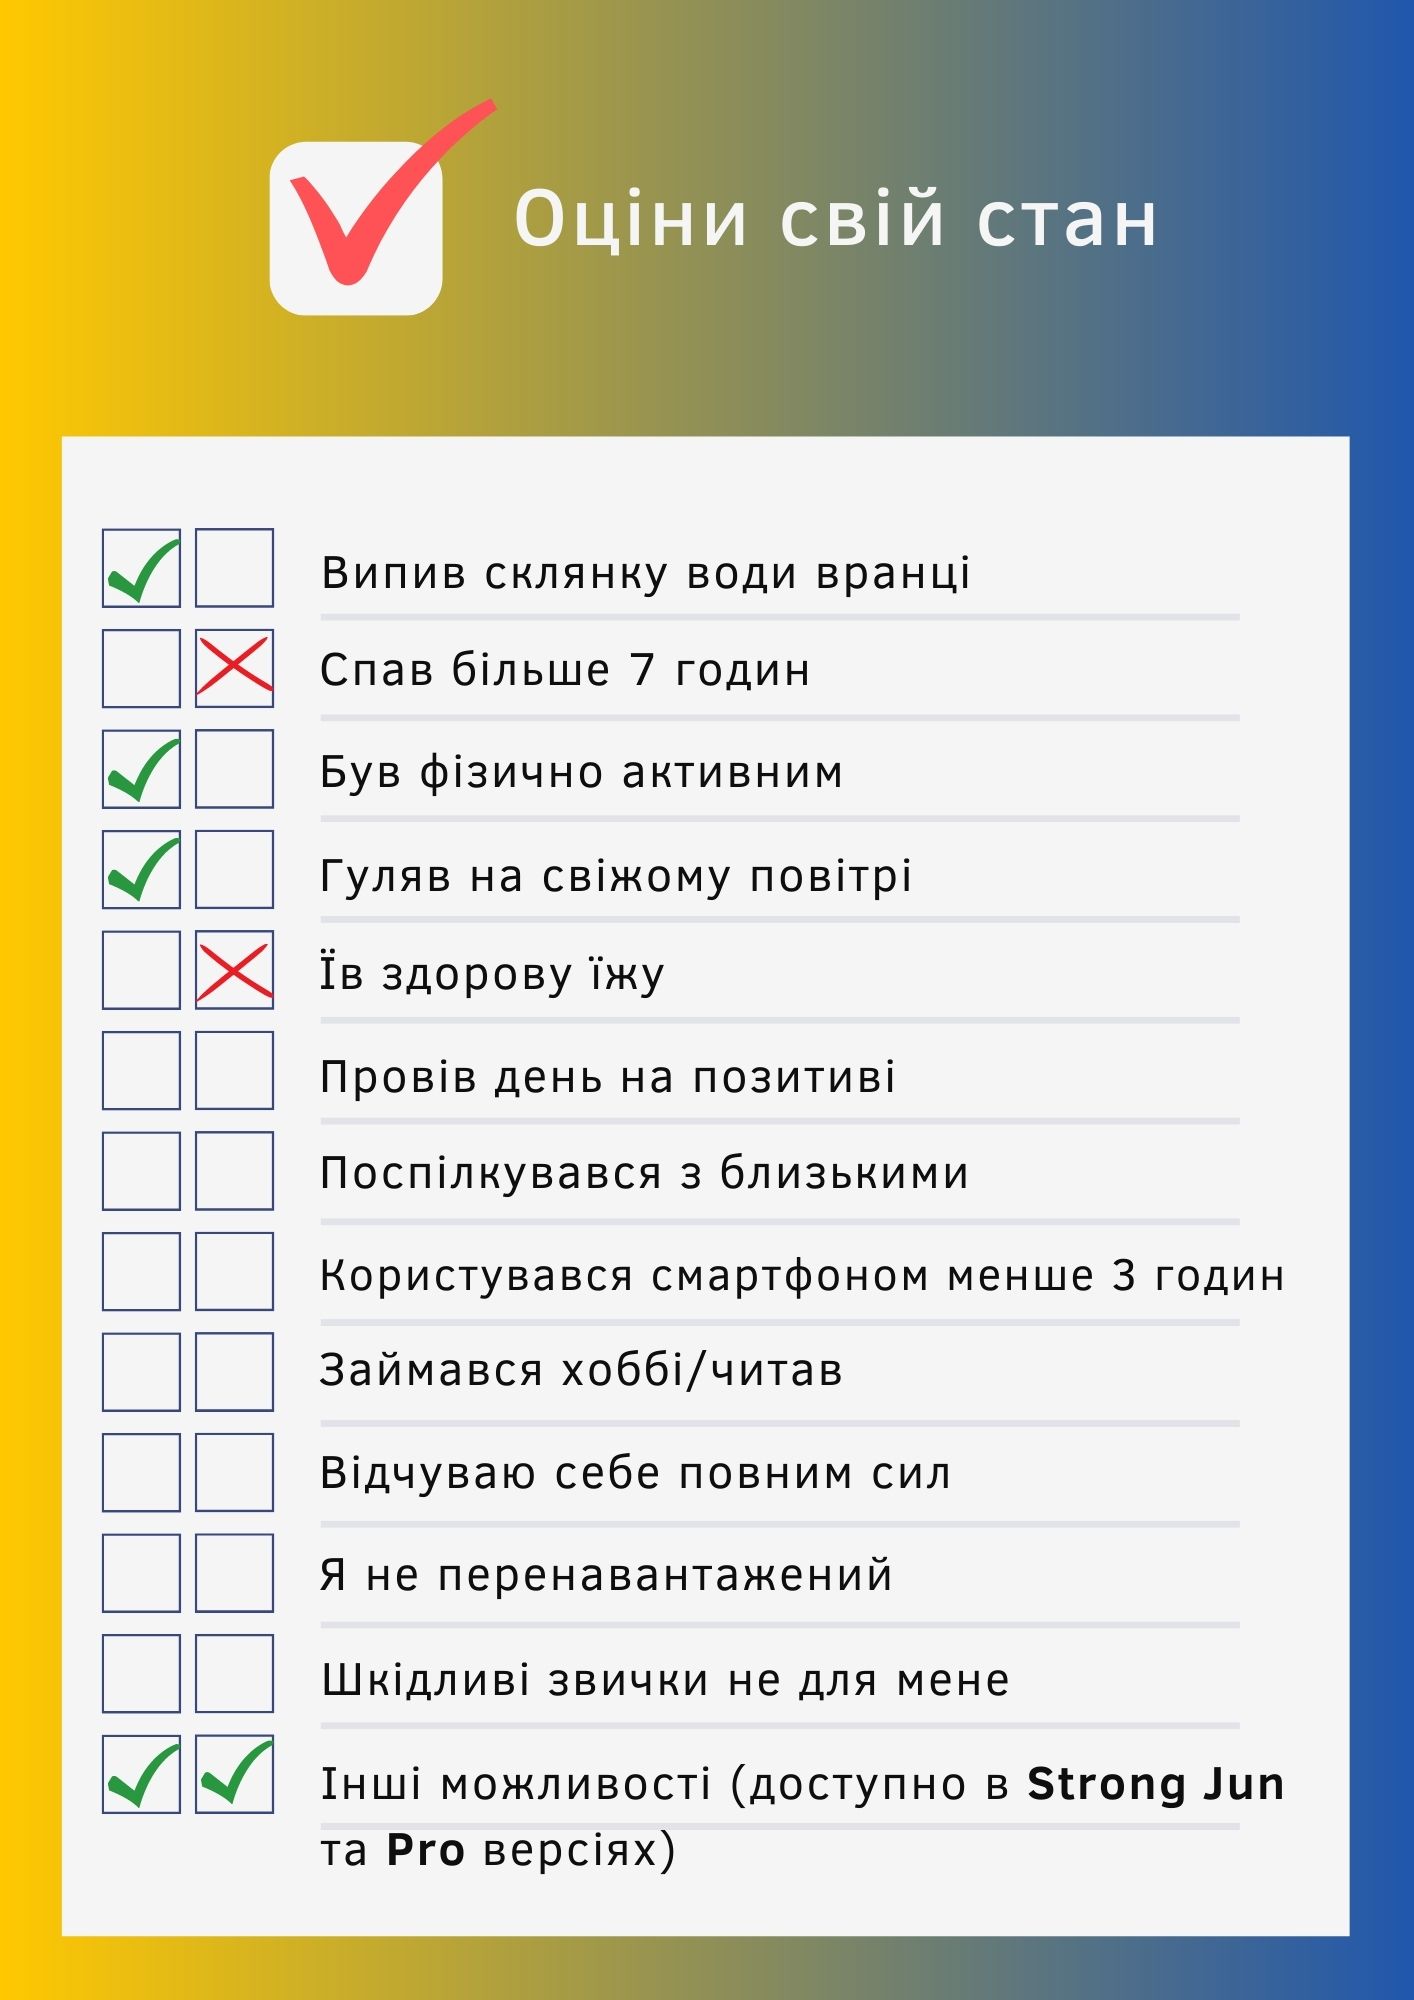 Оціни свій стан
Випив склянку води вранці
Спав більше 7 годин
Був фізично активним
Гуляв на свіжому повітрі
Їв здорову їжу
Провів день на позитиві
Поспілкувався з близькими
Користувався смартфоном менше 3 годин
Займався хоббі/читав
Відчуваю себе повним сил
Я не перенавантажений
Шкідливі звички не для мене
Інші можливості (доступно в Strong Jun
та Pro версіях)